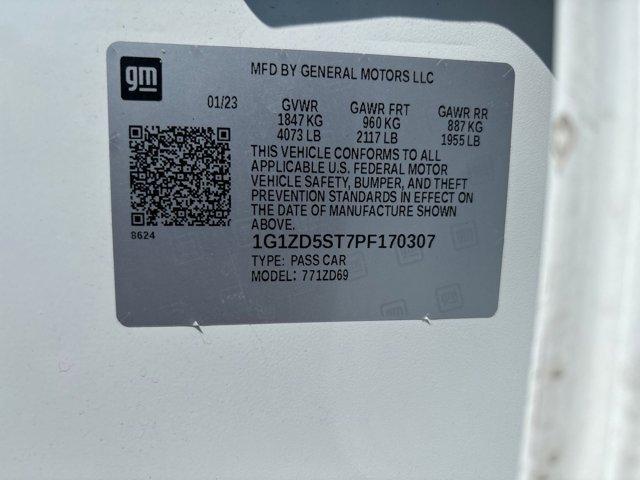 gm
MFD BY GENERAL MOTORS LLC
01/23 GVWR GAWR FRT GAWR RR
1847 KG 960 KG 887 KG
4073 LB 2117 LB 1955 LB
THIS VEHICLE CONFORMS TO ALL
APPLICABLE U.S. FEDERAL MOTOR
VEHICLE SAFETY, BUMPER, AND THEFT
PREVENTION STANDARDS IN EFFECT ON
THE DATE OF MANUFACTURE SHOWN
ABOVE.
8624
1G1ZD5ST7PF170307
TYPE: PASS CAR
MODEL: 771ZD69